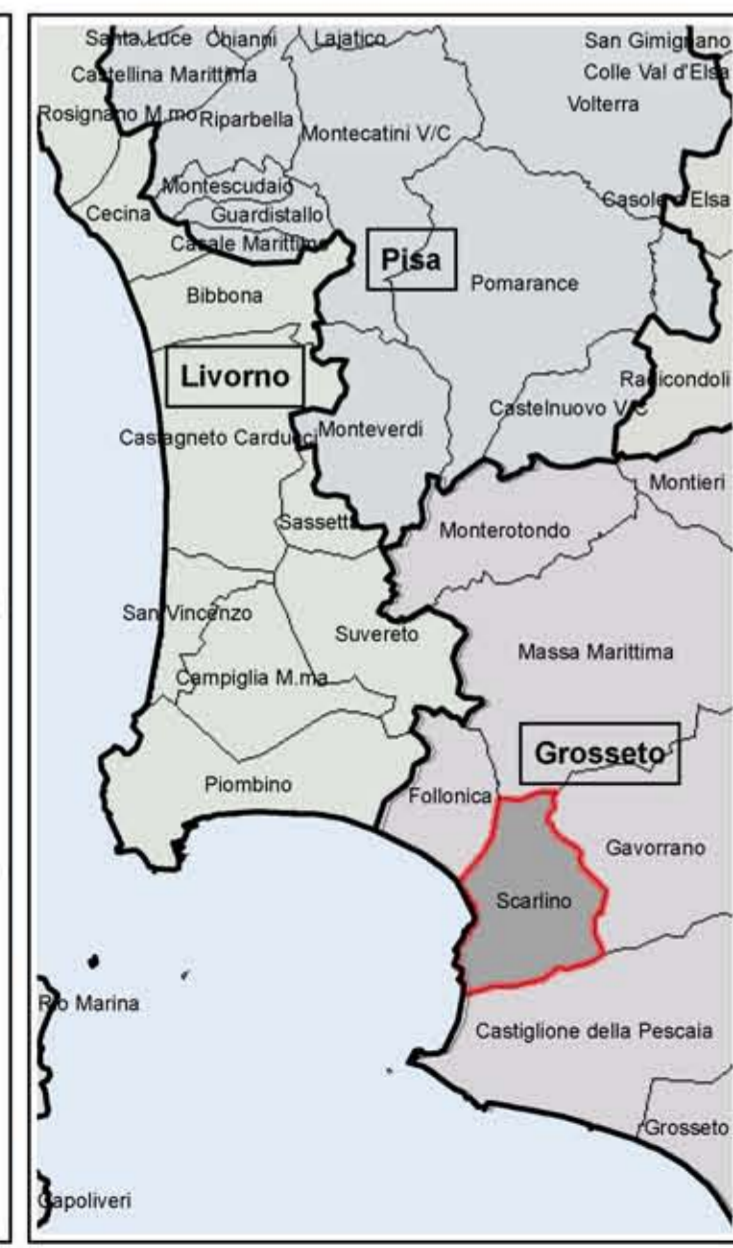 Santa Luce Chianni Lajatico San Gimignano
Castellina Marittima Colle Val d'Elsa
Volterra
Rosignano M.mo Riparbella Montecatini V/C
Montescudaio Casole d'Elsa
Cecina Guardistallo
Casale Marittimo
Pisa
Bibbona Pomarance
Livorno Radicondoli
Castelnuovo V/C
Castagneto Carducci Monteverdi
Montieri
Sassetta Monterotondo
San Vincenzo
Suvereto Massa Marittima
Campiglia M.ma
Grosseto
Piombino Follonica
Gavorrano
Scarlino
Rio Marina
Castiglione della Pescaia
Grosseto
Capoliveri